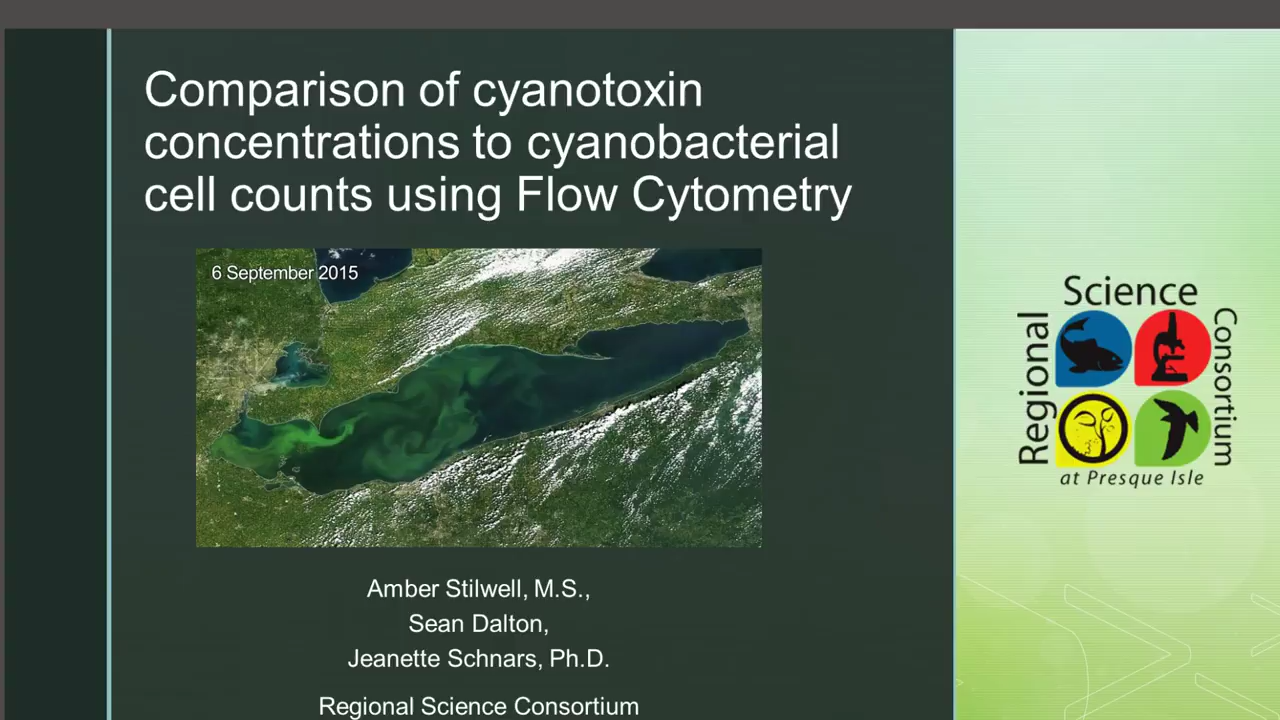 Comparison of cyanotoxin
concentrations to cyanobacterial
cell counts using Flow Cytometry
6 September 2015
Amber Stilwell, M.S.,
Sean Dalton,
Jeanette Schnars, Ph.D.
Regional Science Consortium
Regional
Science
Consortium
at Presque Isle